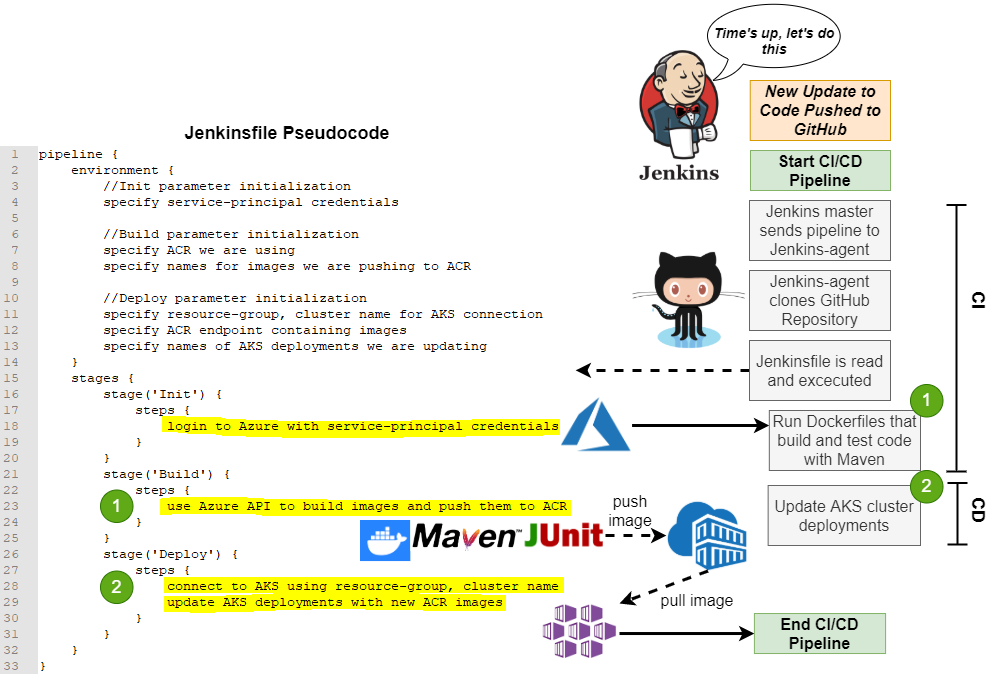 Time's up, let's do
this
New Update to
Code Pushed to
GitHub
Jenkins
Start CI/CD
Pipeline
Jenkins master
sends pipeline to
Jenkins-agent
Jenkins-agent
clones GitHub
Repository
Jenkinsfile is read
and excecuted
1
Run Dockerfiles that
build and test code
with Maven
2
Update AKS cluster
deployments
CI
CD
Jenkinsfile Pseudocode
1 pipeline {
2 environment {
3 //Init parameter initialization
4 specify service-principal credentials
5
6 //Build parameter initialization
7 specify ACR we are using
8 specify names for images we are pushing to ACR
9
10 //Deploy parameter initialization
11 specify resource-group, cluster name for AKS connection
12 specify ACR endpoint containing images
13 specify names of AKS deployments we are updating
14 }
15 stages {
16 stage('Init') {
17 steps {
18 login to Azure with service-principal credentials
19 }
20 }
21 stage('Build') {
22 steps {
23 use Azure API to build images and push them to ACR
24 }
25 }
26 stage('Deploy') {
27 steps {
28 connect to AKS using resource-group, cluster name
29 update AKS deployments with new ACR images
30 }
31 }
32 }
33 }
1
2
Maven™
JUnit
push
image
pull image
End CI/CD
Pipeline